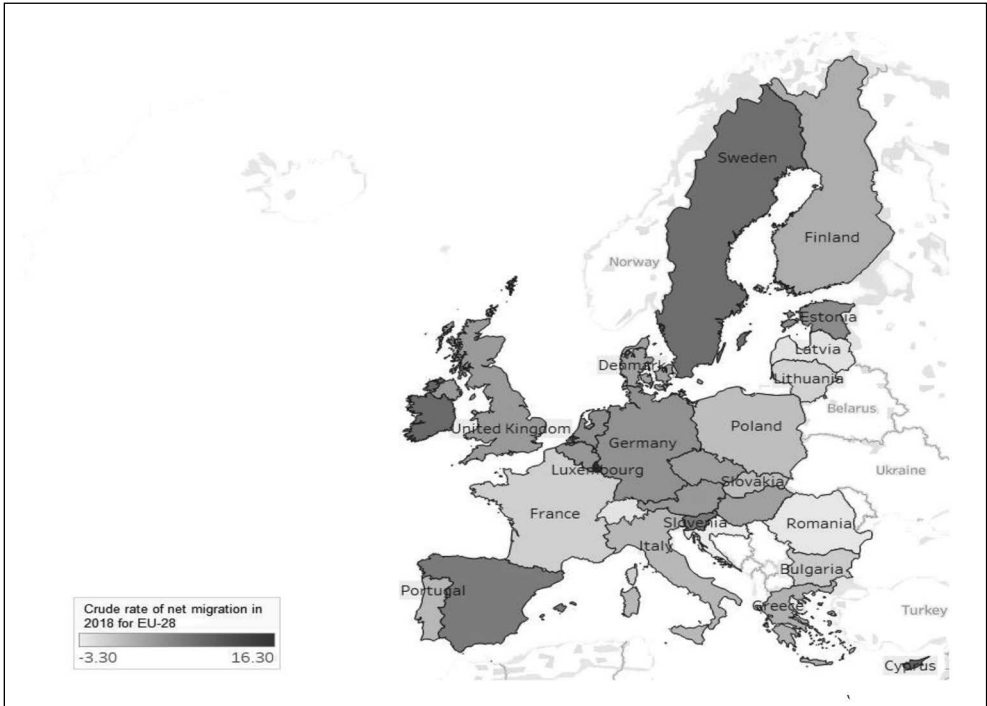 Sweden
Finland
Norway
Estonia
Latvia
Denmark
Lithuania
Belarus
United Kingdom
Poland
Germany
Luxembourg
Ukraine
Slovakia
France
Slovenia
Romania
Italy
Bulgaria
Portugal
Greece
Turkey
Crude rate of net migration in
2018 for EU-28
-3.30 16.30
Cyprus